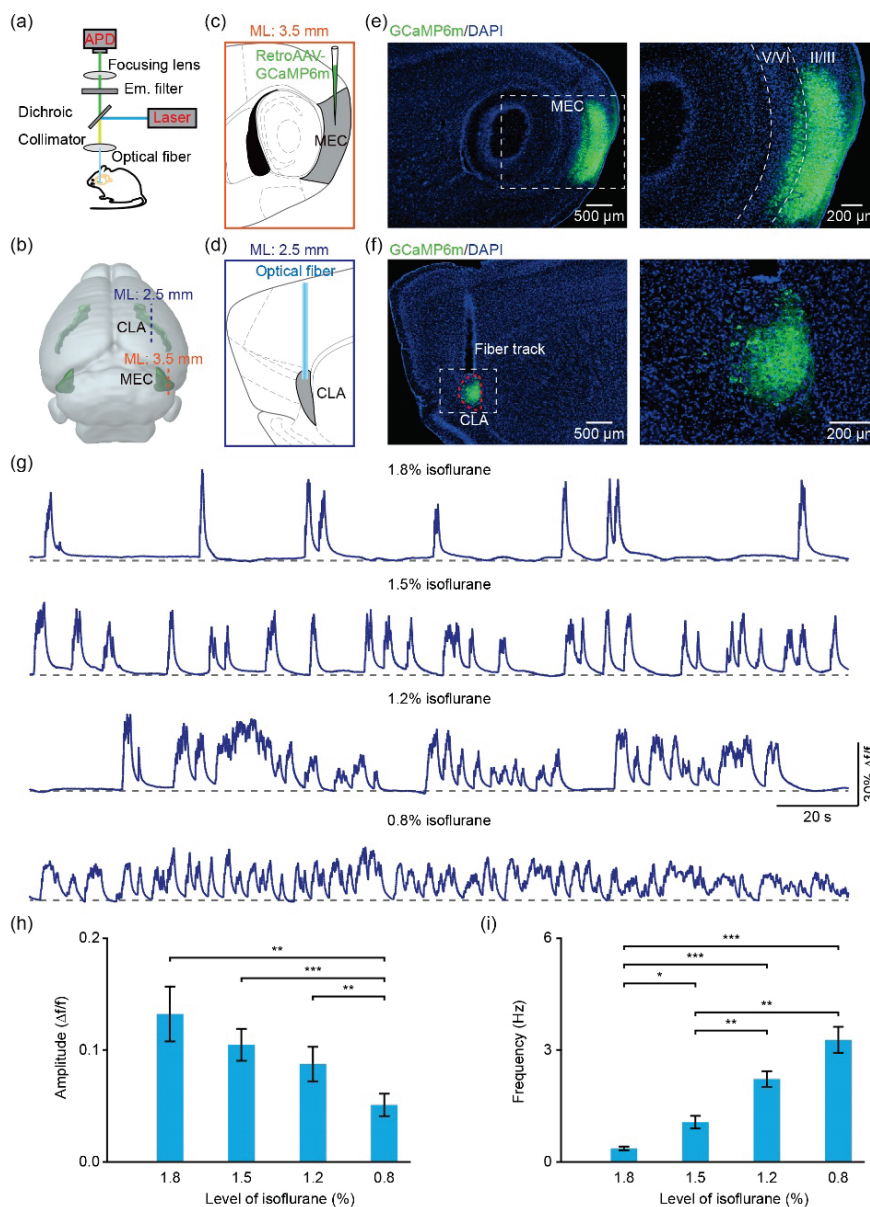 (a)
APD
Focusing lens
Em. filter
Dichroic
Laser
Collimator
Optical fiber
(b)
ML: 2.5 mm
CLA
ML: 3.5 mm
MEC
(c)
ML: 3.5 mm
RetroAAV-
GCaMP6m
MEC
(d)
ML: 2.5 mm
Optical fiber
CLA
(e)
GCaMP6m/DAPI
MEC
500 μm
V/VI
II/III
200 μm
(f)
GCaMP6m/DAPI
Fiber track
CLA
500 μm
200 μm
(g)
1.8% isoflurane
1.5% isoflurane
1.2% isoflurane
30% Δf/f
20 s
0.8% isoflurane
(h)
Amplitude (Δf/f)
0.2
0.1
0.0
**
***
**
1.8 1.5 1.2 0.8
Level of isoflurane (%)
(i)
Frequency (Hz)
6
3
0
***
***
*
**
**
1.8 1.5 1.2 0.8
Level of isoflurane (%)